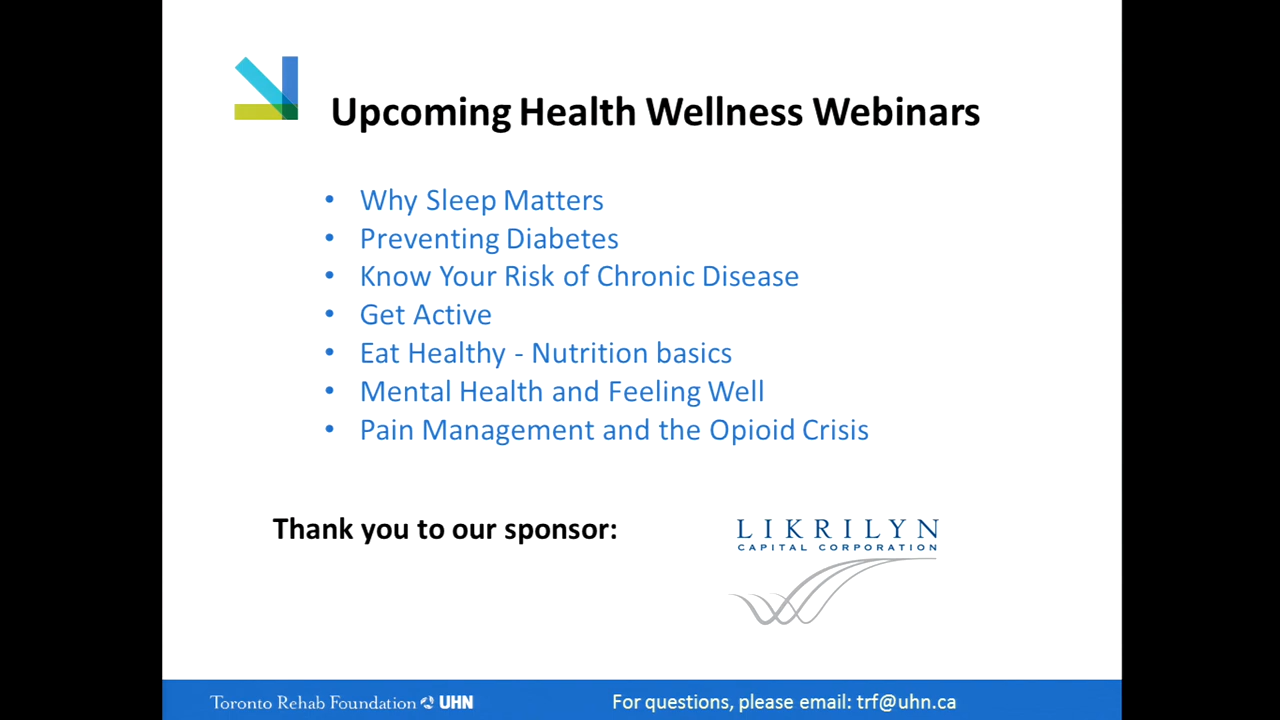 Upcoming Health Wellness Webinars
• Why Sleep Matters
• Preventing Diabetes
• Know Your Risk of Chronic Disease
• Get Active
• Eat Healthy - Nutrition basics
• Mental Health and Feeling Well
• Pain Management and the Opioid Crisis
Thank you to our sponsor:
LIKRILYN
CAPITAL CORPORATION
Toronto Rehab Foundation UHN
For questions, please email: trf@uhn.ca